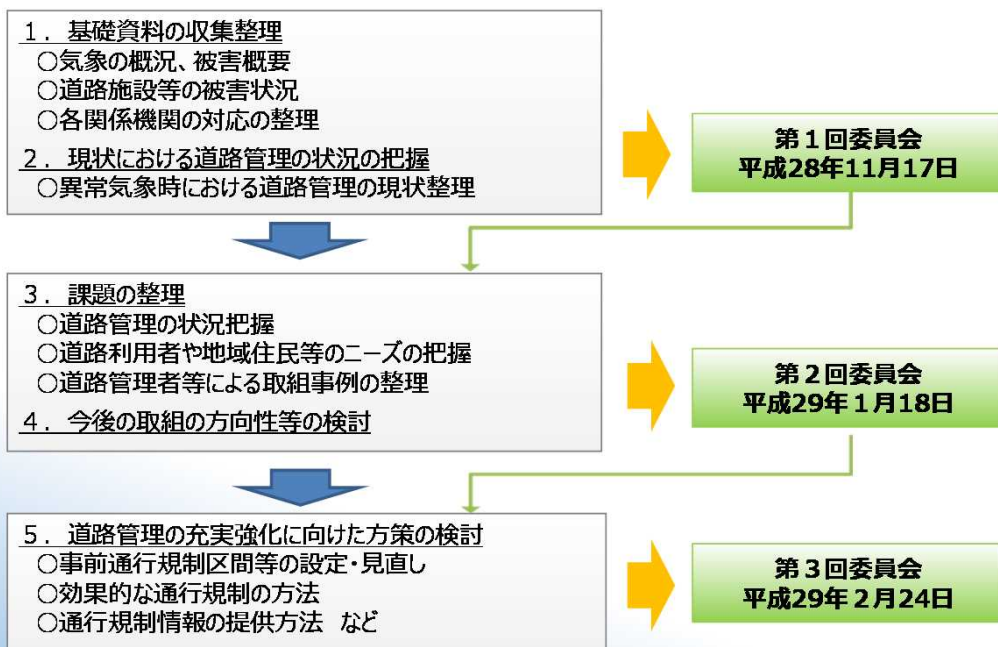 １．基礎資料の収集整理
○気象の概況、被害概要
○道路施設等の被害状況
○各関係機関の対応の整理
２．現状における道路管理の状況の把握
○異常気象時における道路管理の現状整理
第１回委員会
平成28年11月17日
３．課題の整理
○道路管理の状況把握
○道路利用者や地域住民等のニーズの把握
○道路管理者等による取組事例の整理
４．今後の取組の方向性等の検討
第２回委員会
平成29年１月18日
５．道路管理の充実強化に向けた方策の検討
○事前通行規制区間等の設定・見直し
○効果的な通行規制の方法
○通行規制情報の提供方法 など
第３回委員会
平成29年２月24日